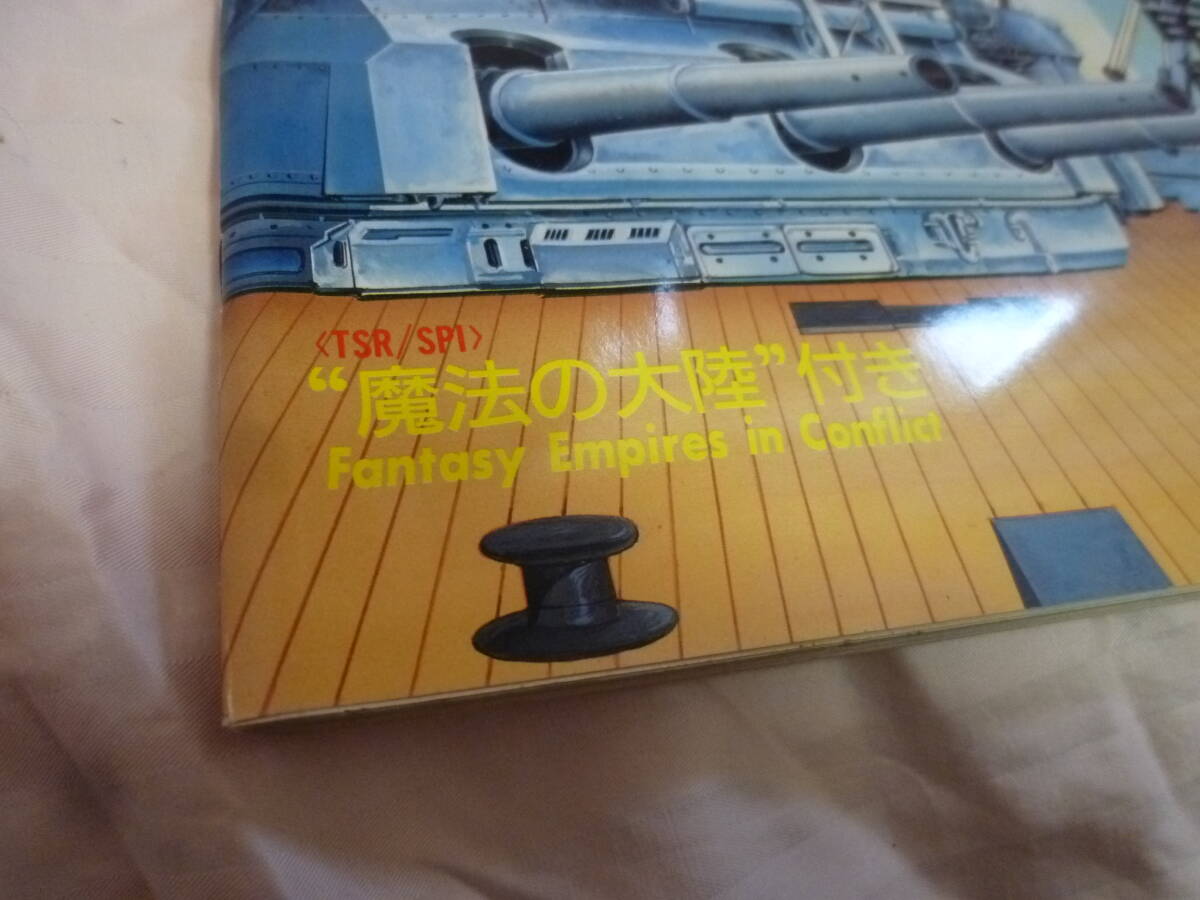 〈TSR/SPI〉
“魔法の大陸”付き
Fantasy Empires in Conflict